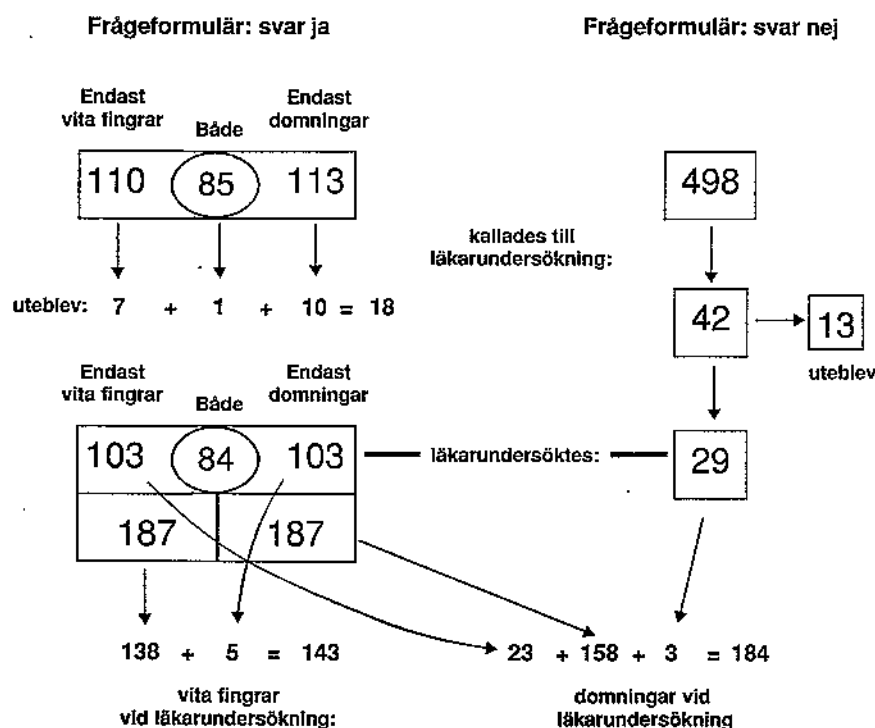 Frågeformulär: svar ja
Frågeformulär: svar nej
Endast
vita fingrar
Både
Endast
domningar
110 85 113
498
kallades till
läkarundersökning:
uteblev: 7 + 1 + 10 = 18
42
13
uteblev
Endast
vita fingrar
Både
Endast
domningar
103 84 103
läkarundersöktes:
29
187 187
138 + 5 = 143
23 + 158 + 3 = 184
vita fingrar
vid läkarundersökning:
domningar vid
läkarundersökning